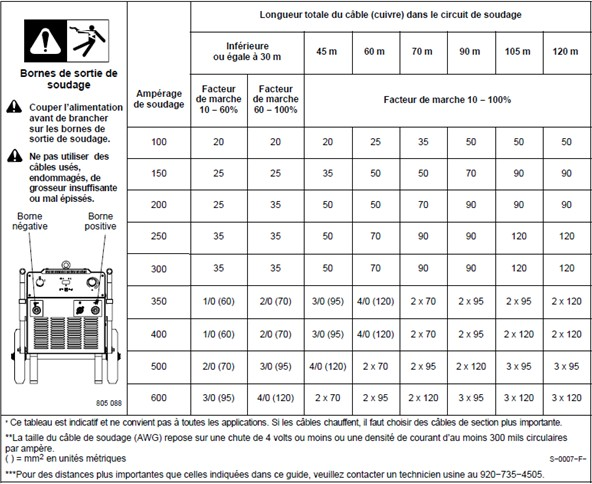 Longueur totale du câble (cuivre) dans le circuit de soudage
Bornes de sortie de
soudage
Couper l'alimentation
avant de brancher
sur les bornes de
sortie de soudage.
Ne pas utiliser des
câbles usés,
endommagés, de
grosseur insuffisante
ou mal épissés.
Borne
négative
Borne
positive
805 088
Ampérage
de soudage
Inférieure
ou égale à 30 m
45 m 60 m 70 m 90 m 105 m 120 m
Facteur
de marche
10 – 60%
Facteur
de marche
60 – 100%
Facteur de marche 10 – 100%
100 20 20 20 25 35 50 50 50
150 25 25 35 50 50 70 90 90
200 25 35 50 50 70 90 90 90
250 35 35 50 70 90 90 120 120
300 35 35 50 70 90 90 120 120
350 1/0 (60) 2/0 (70) 3/0 (95) 4/0 (120) 2 x 70 2 x 95 2 x 95 2 x 120
400 1/0 (60) 2/0 (70) 3/0 (95) 4/0 (120) 2 x 70 2 x 95 2 x 120 2 x 120
500 2/0 (70) 3/0 (95) 4/0 (120) 2 x 70 2 x 95 2 x 120 3 x 95 3 x 95
600 3/0 (95) 4/0 (120) 2 x 70 2 x 95 2 x 120 3 x 95 3 x 120 3 x 120
* Ce tableau est indicatif et ne convient pas à toutes les applications. Si les câbles chauffent, il faut choisir des câbles de section plus importante.
**La taille du câble de soudage (AWG) repose sur une chute de 4 volts ou moins ou une densité de courant d'au moins 300 mils circulaires
par ampère.
( ) = mm2 en unités métriques
S–0007–F–
***Pour des distances plus importantes que celles indiquées dans ce guide, veuillez contacter un technicien usine au 920–735–4505.